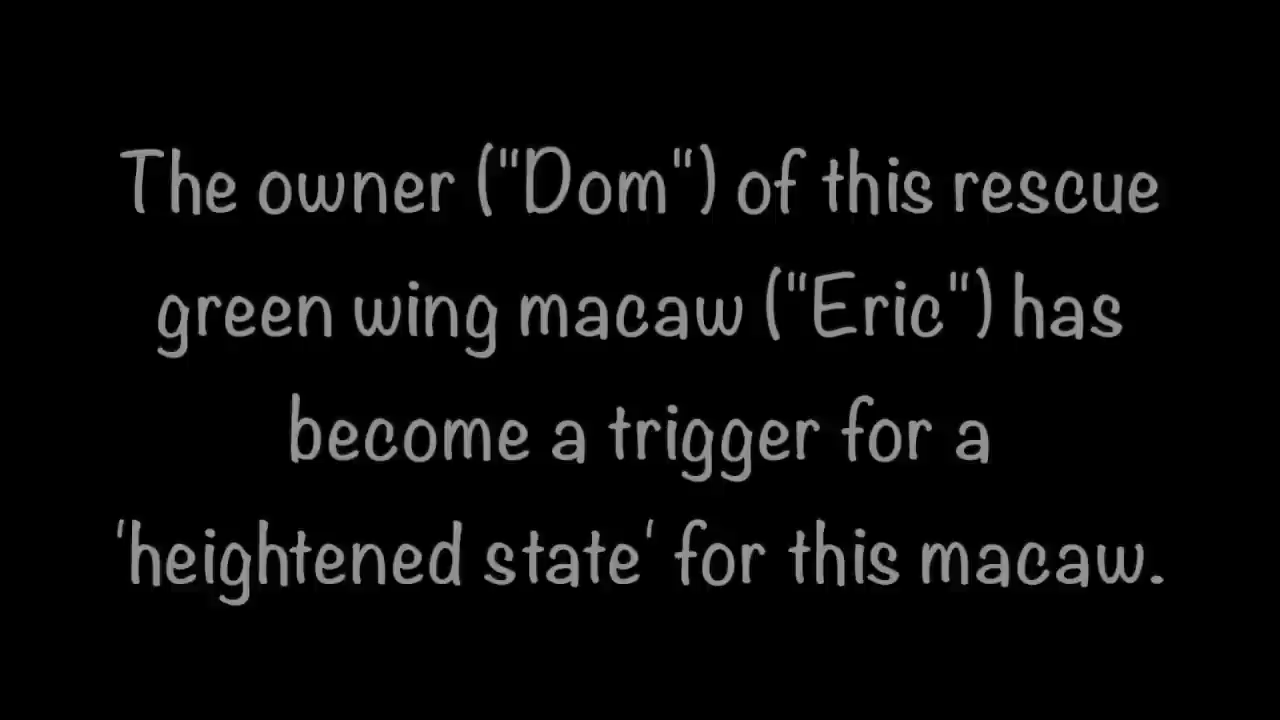 The owner ("Dom") of this rescue
green wing macaw ("Eric") has
become a trigger for a
'heightened state' for this macaw.